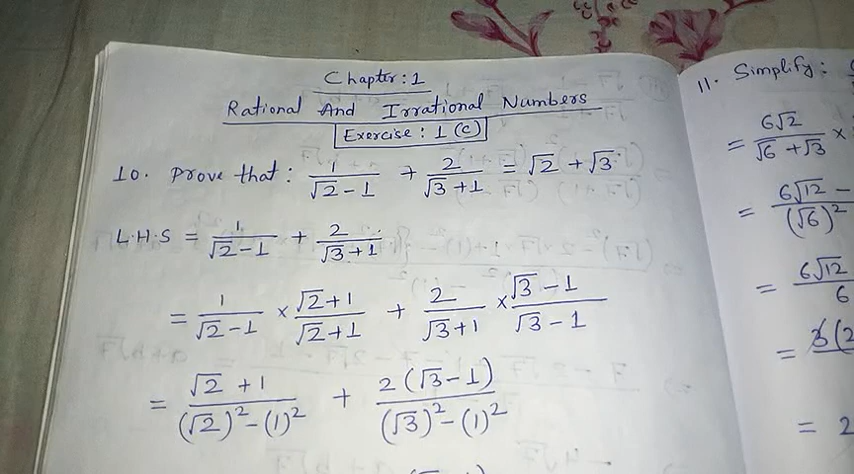 Chapter: 1
Rational And Irrational Numbers
Exercise: 1 (c)
10. Prove that: 1/(√2 - 1) + 2/(√3 + 1) = √2 + √3
L.H.S = 1/(√2 - 1) + 2/(√3 + 1)
= 1/(√2 - 1) × (√2 + 1)/(√2 + 1) + 2/(√3 + 1) × (√3 - 1)/(√3 - 1)
= (√2 + 1)/((√2)² - (1)²) + 2(√3 - 1)/((√3)² - (1)²)
11. Simplify:
= 6√2/(√6 + √3) ×
= 6√12 -/(√6)²
= 6√12/6
= 3(2
= 2